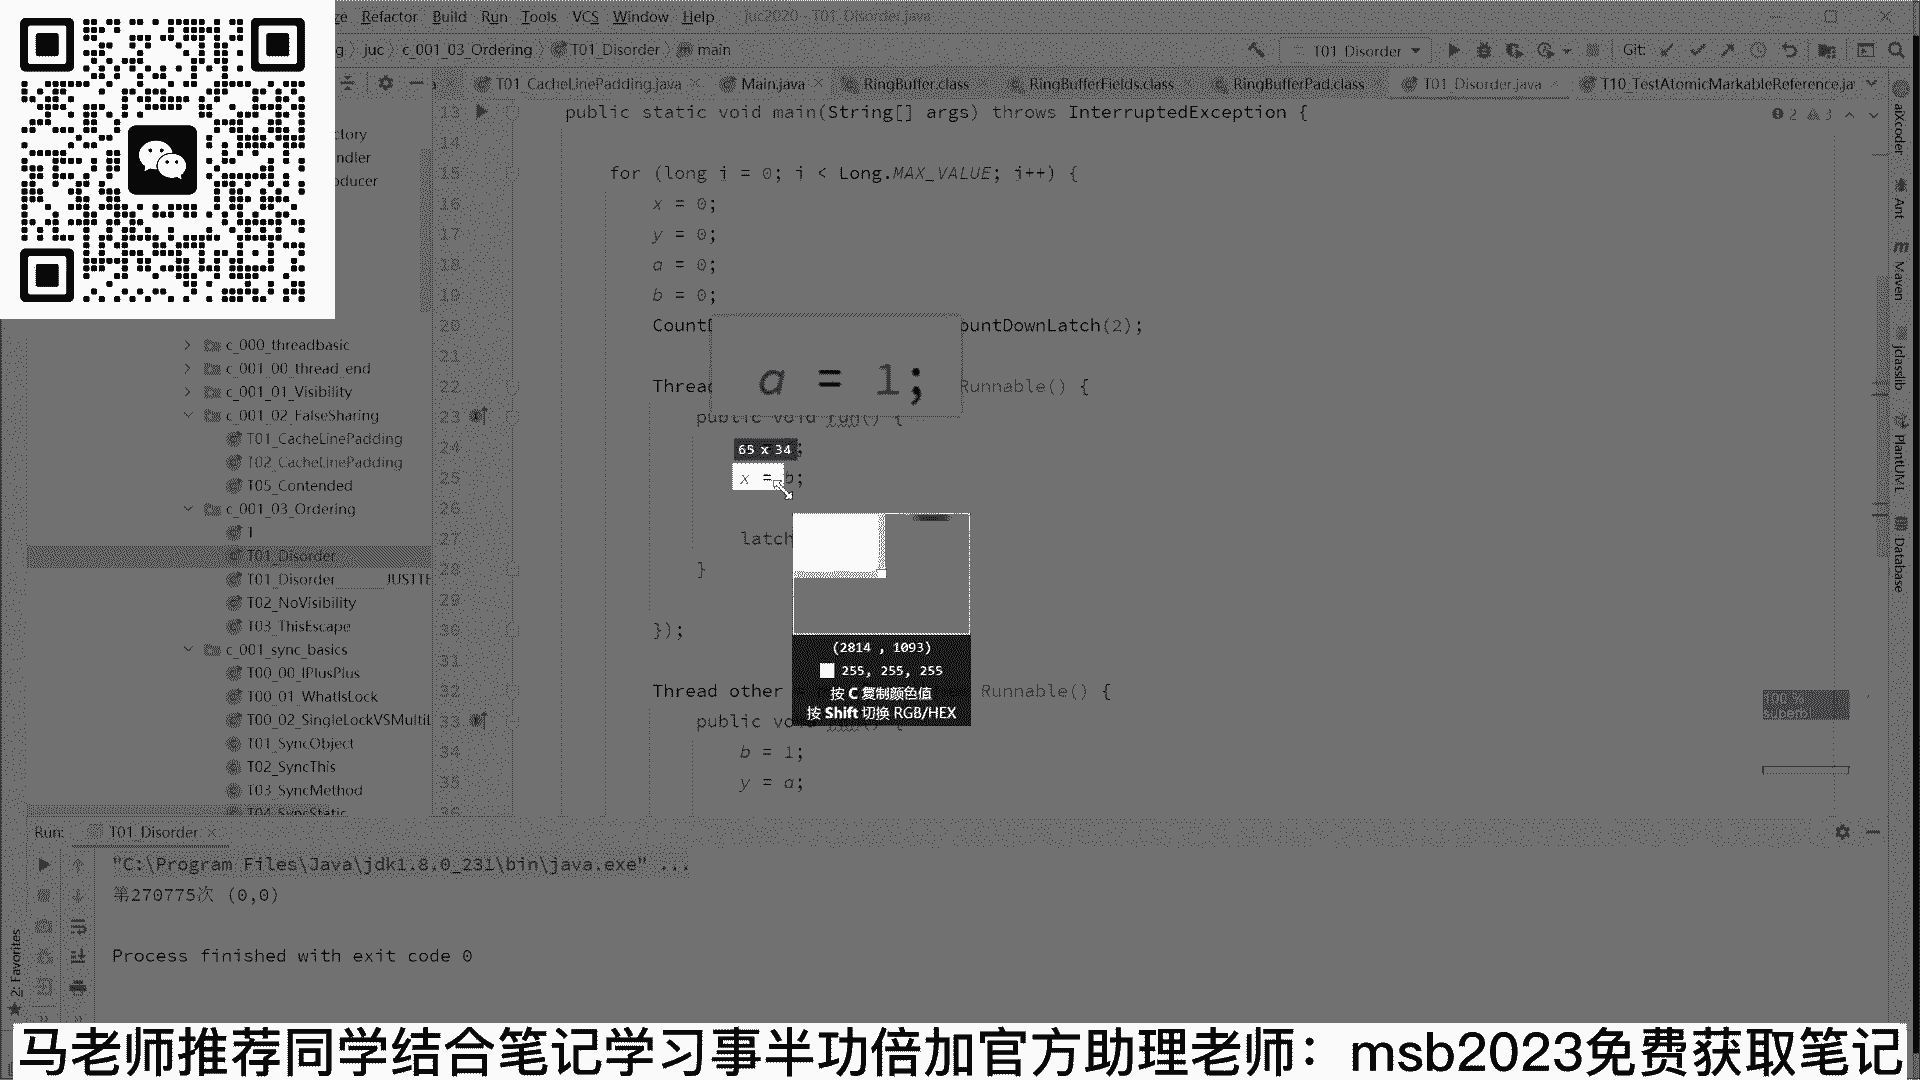 Refactor Build Run Tools VCS Window Help juc2020 - T01_Disorder.java
juc c_001_03_Ordering T01_Disorder main T01_Disorder Git:
T01_CacheLinePadding.java Main.java RingBuffer.class RingBufferFields.class RingBufferPad.class T01_Disorder.java T10_TestAtomicMarkableReference.ja
13 public static void main(String[] args) throws InterruptedException {
2 3
14
15 for (long i = 0; i < Long.MAX_VALUE; i++) {
16 x = 0;
17 y = 0;
18 a = 0;
19 b = 0;
20 Count ountDownLatch(2);
21
a = 1;
22 Threa Runnable() {
23 public void run() {
24
65 x 34
25 x = b;
26
27 latch
28 }
29
30 });
31
32 Thread other Runnable() {
33 public vo
34 b = 1;
35 y = a;
36
(2814 , 1093)
255, 255, 255
按 C 复制颜色值
按 Shift 切换 RGB/HEX
100 %
superb!
ctory
ndler
oducer
c_000_threadbasic
c_001_00_thread_end
c_001_01_Visibility
c_001_02_FalseSharing
T01_CacheLinePadding
T02_CacheLinePadding
T05_Contended
c_001_03_Ordering
T01_Disorder
T01_Disorder______JUSTTE
T02_NoVisibility
T03_ThisEscape
c_001_sync_basics
T00_00_IPlusPlus
T00_01_WhatIsLock
T00_02_SingleLockVSMultiL
T01_SyncObject
T02_SyncThis
T03_SyncMethod
T04_SyncStatic
aiXcoder
Ant
Maven
jclasslib
PlantUML
Database
Run: T01_Disorder
"C:\Program Files\Java\jdk1.8.0_231\bin\java.exe" ...
第270775次 (0,0)
Process finished with exit code 0
2: Favorites
马老师推荐同学结合笔记学习事半功倍加官方助理老师：msb2023免费获取笔记